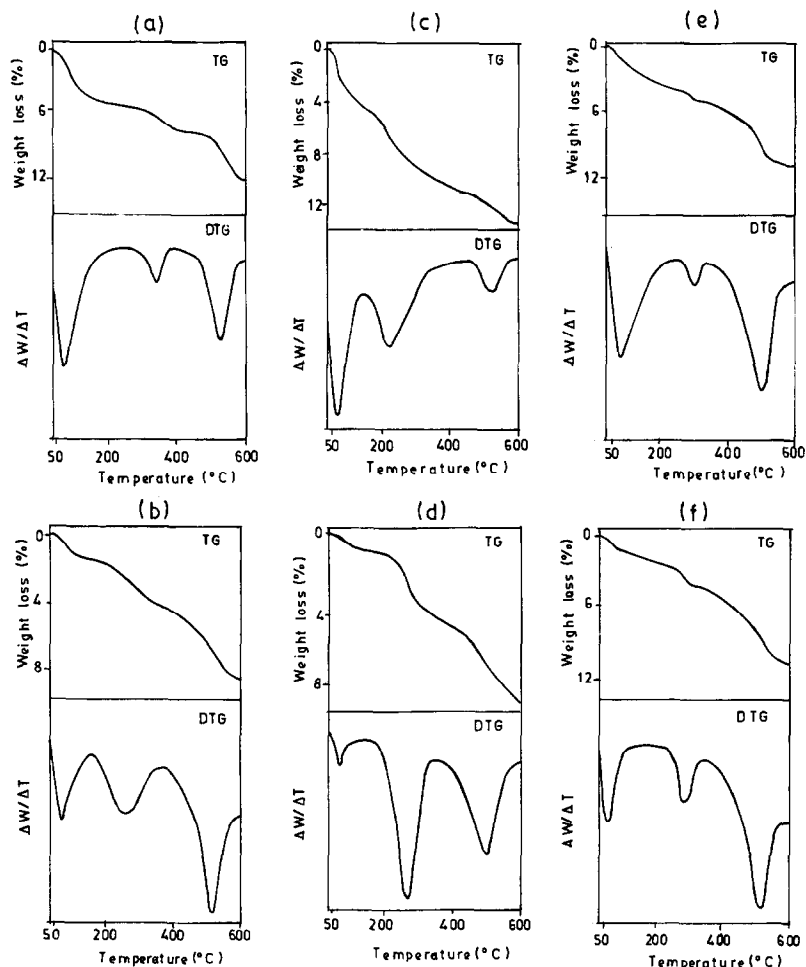 (a)
0
TG
6
12
Weight loss (%)
DTG
ΔW/ΔT
50 200 400 600
Temperature (°C)
(c)
0
TG
4
8
12
Weight loss (%)
DTG
ΔW/ΔT
50 200 400 600
Temperature (°C)
(e)
0
TG
6
12
Weight loss (%)
DTG
ΔW/ΔT
50 200 400 600
Temperature (°C)
(b)
0
TG
4
8
Weight loss (%)
DTG
ΔW/ΔT
50 200 400 600
Temperature (°C)
(d)
0
TG
4
8
Weight loss (%)
DTG
ΔW/ΔT
50 200 400 600
Temperature (°C)
(f)
0
TG
6
12
Weight loss (%)
DTG
ΔW/ΔT
50 200 400 600
Temperature (°C)